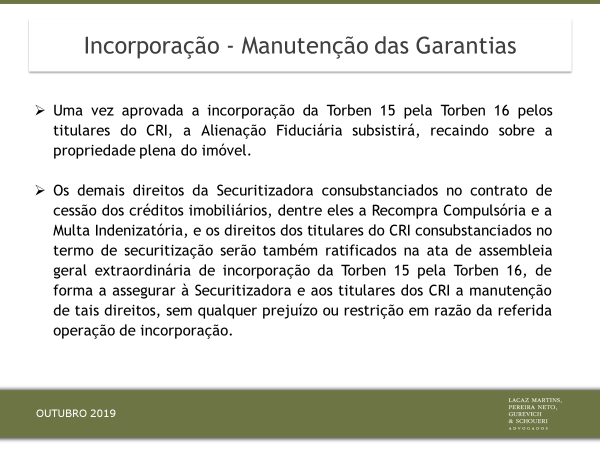 Incorporação - Manutenção das Garantias
➢ Uma vez aprovada a incorporação da Torben 15 pela Torben 16 pelos
titulares do CRI, a Alienação Fiduciária subsistirá, recaindo sobre a
propriedade plena do imóvel.
➢ Os demais direitos da Securitizadora consubstanciados no contrato de
cessão dos créditos imobiliários, dentre eles a Recompra Compulsória e a
Multa Indenizatória, e os direitos dos titulares do CRI consubstanciados no
termo de securitização serão também ratificados na ata de assembleia
geral extraordinária de incorporação da Torben 15 pela Torben 16, de
forma a assegurar à Securitizadora e aos titulares dos CRI a manutenção
de tais direitos, sem qualquer prejuízo ou restrição em razão da referida
operação de incorporação.
OUTUBRO 2019
LACAZ MARTINS,
PEREIRA NETO,
GUREVICH
& SCHOUERI
ADVOGADOS